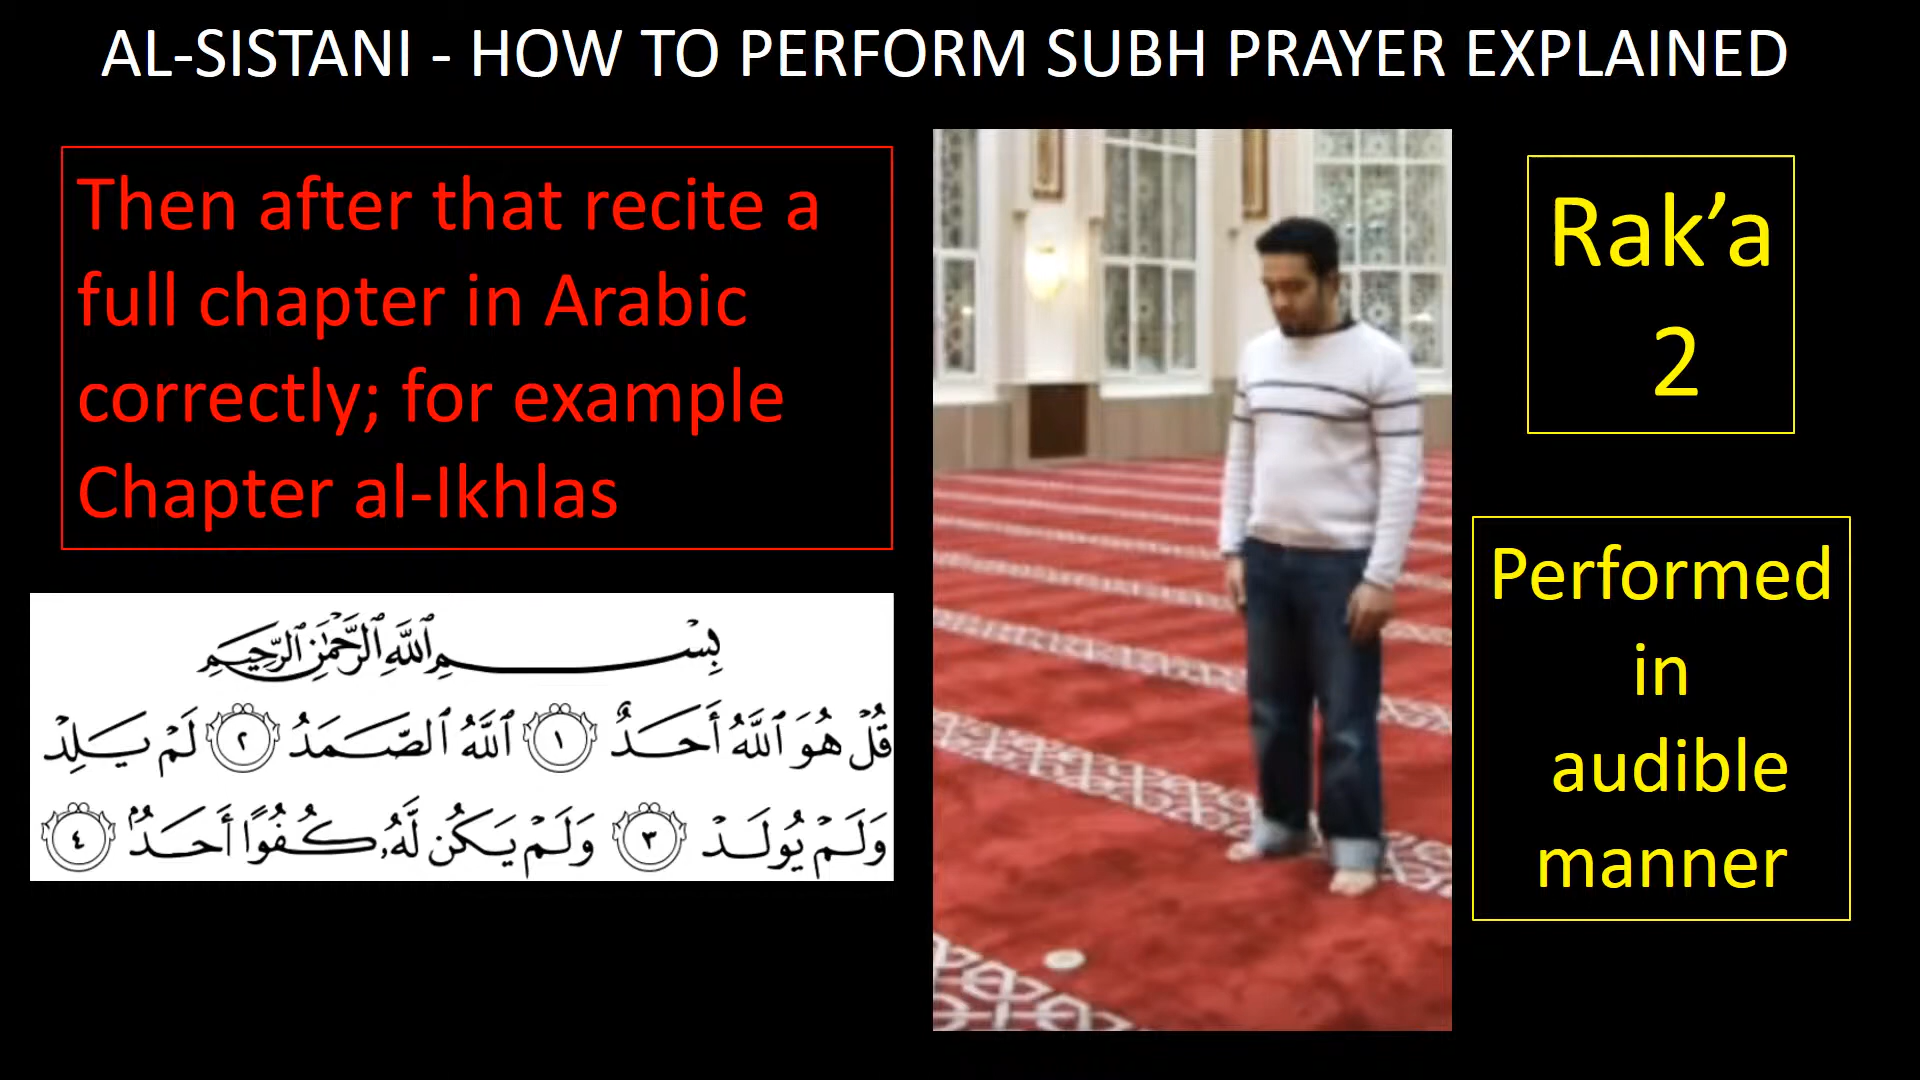 AL-SISTANI - HOW TO PERFORM SUBH PRAYER EXPLAINED
Then after that recite a
full chapter in Arabic
correctly; for example
Chapter al-Ikhlas
بِسْمِ ٱللَّهِ ٱلرَّحْمَٰنِ ٱلرَّحِيمِ
قُلْ هُوَ ٱللَّهُ أَحَدٌ ١ ٱللَّهُ ٱلصَّمَدُ ٢ لَمْ يَلِدْ
وَلَمْ يُولَدْ ٣ وَلَمْ يَكُن لَّهُۥ كُفُوًا أَحَدٌۢ ٤
Rak’a
2
Performed
in
audible
manner